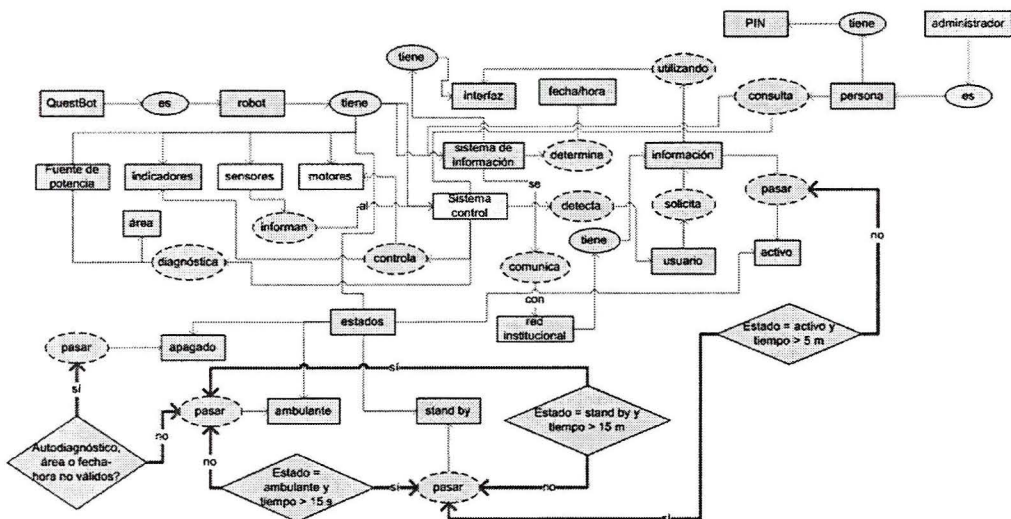 PIN
tiene
administrador
tiene
utilizando
interfaz
fecha/hora
QuestBot
es
robot
tiene
consulta
persona
es
sistema de
información
determine
información
Fuente de
potencia
indicadores
sensores
motores
se
pasar
área
informan
al
Sistema
control
detecta
solicita
tiene
no
diagnóstica
controla
comunica
usuario
activo
con
estados
red
institucional
Estado = activo y
tiempo > 5 m
pasar
apagado
sí
sí
pasar
ambulante
stand by
Estado = stand by y
tiempo > 15 m
no
Autodiagnóstico,
área o fecha-
hora no válidos?
no
Estado =
ambulante y
tiempo > 15 s
sí
pasar
no
sí